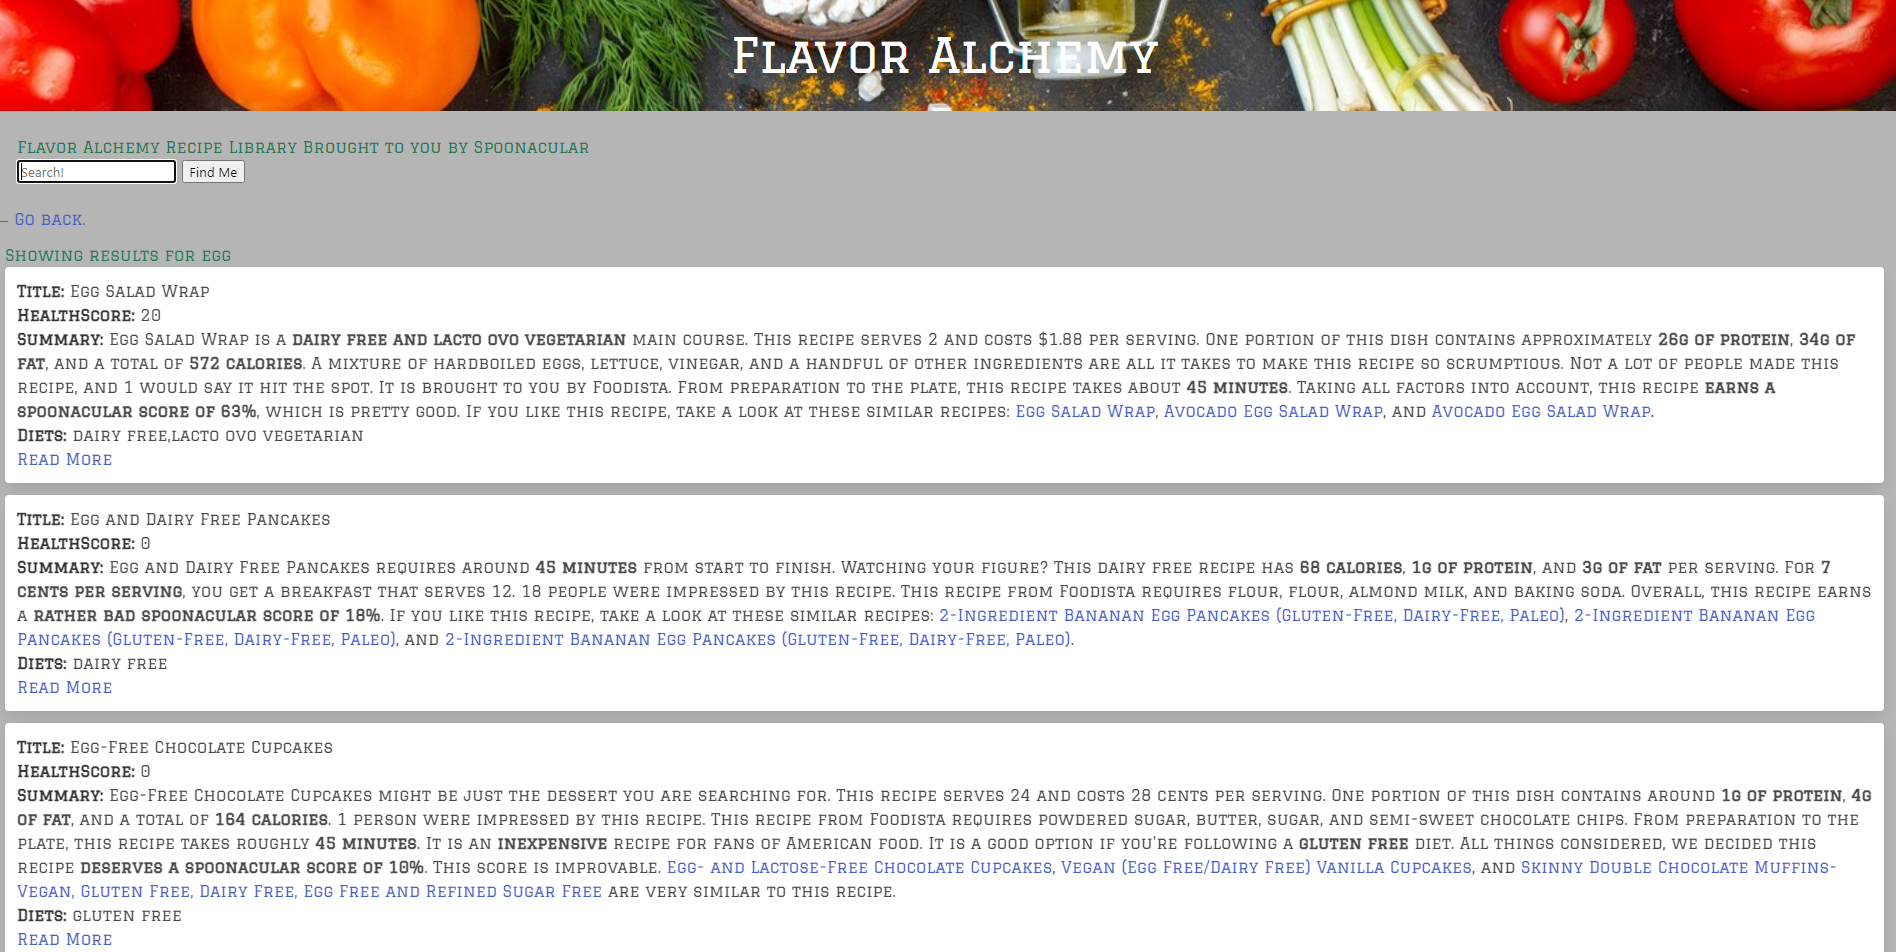 Flavor Alchemy
Flavor Alchemy Recipe Library Brought to you by Spoonacular
Search!
Find Me
– Go back.
Showing results for egg
Title: Egg Salad Wrap
HealthScore: 20
Summary: Egg Salad Wrap is a dairy free and lacto ovo vegetarian main course. This recipe serves 2 and costs $1.88 per serving. One portion of this dish contains approximately 26g of protein, 34g of
fat, and a total of 572 calories. A mixture of hardboiled eggs, lettuce, vinegar, and a handful of other ingredients are all it takes to make this recipe so scrumptious. Not a lot of people made this
recipe, and 1 would say it hit the spot. It is brought to you by Foodista. From preparation to the plate, this recipe takes about 45 minutes. Taking all factors into account, this recipe earns a
spoonacular score of 63%, which is pretty good. If you like this recipe, take a look at these similar recipes: Egg Salad Wrap, Avocado Egg Salad Wrap, and Avocado Egg Salad Wrap.
Diets: dairy free,lacto ovo vegetarian
Read More
Title: Egg and Dairy Free Pancakes
HealthScore: 0
Summary: Egg and Dairy Free Pancakes requires around 45 minutes from start to finish. Watching your figure? This dairy free recipe has 68 calories, 1g of protein, and 3g of fat per serving. For 7
cents per serving, you get a breakfast that serves 12. 18 people were impressed by this recipe. This recipe from Foodista requires flour, flour, almond milk, and baking soda. Overall, this recipe earns
a rather bad spoonacular score of 18%. If you like this recipe, take a look at these similar recipes: 2-Ingredient Bananan Egg Pancakes (Gluten-Free, Dairy-Free, Paleo), 2-Ingredient Bananan Egg
Pancakes (Gluten-Free, Dairy-Free, Paleo), and 2-Ingredient Bananan Egg Pancakes (Gluten-Free, Dairy-Free, Paleo).
Diets: dairy free
Read More
Title: Egg-Free Chocolate Cupcakes
HealthScore: 0
Summary: Egg-Free Chocolate Cupcakes might be just the dessert you are searching for. This recipe serves 24 and costs 28 cents per serving. One portion of this dish contains around 1g of protein, 4g
of fat, and a total of 164 calories. 1 person were impressed by this recipe. This recipe from Foodista requires powdered sugar, butter, sugar, and semi-sweet chocolate chips. From preparation to the
plate, this recipe takes roughly 45 minutes. It is an inexpensive recipe for fans of American food. It is a good option if you're following a gluten free diet. All things considered, we decided this
recipe deserves a spoonacular score of 10%. This score is improvable. Egg- and Lactose-Free Chocolate Cupcakes, Vegan (Egg Free/Dairy Free) Vanilla Cupcakes, and Skinny Double Chocolate Muffins-
Vegan, Gluten Free, Dairy Free, Egg Free and Refined Sugar Free are very similar to this recipe.
Diets: gluten free
Read More